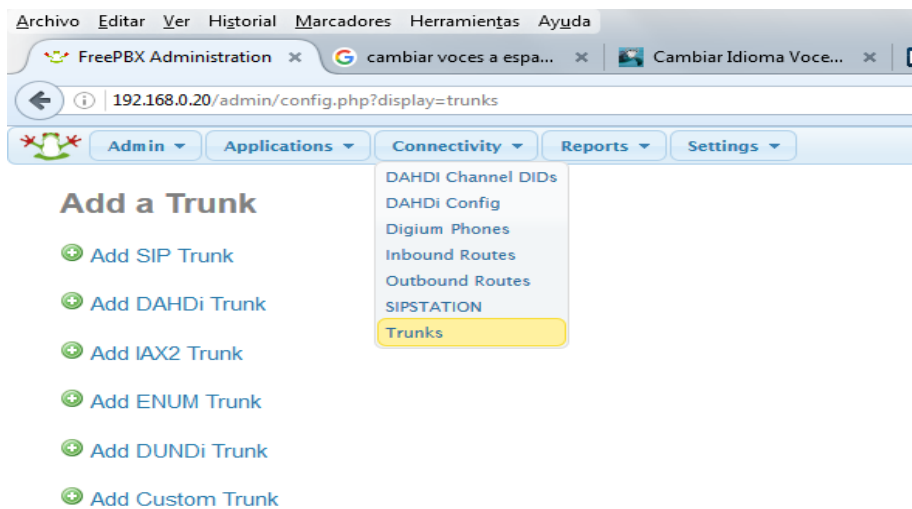 Archivo Editar Ver Historial Marcadores Herramientas Ayuda
FreePBX Administration × cambiar voces a espa... × Cambiar Idioma Voce... ×
192.168.0.20/admin/config.php?display=trunks
Admin Applications Connectivity Reports Settings
DAHDI Channel DIDs
DAHDi Config
Digium Phones
Inbound Routes
Outbound Routes
SIPSTATION
Trunks
Add a Trunk
Add SIP Trunk
Add DAHDi Trunk
Add IAX2 Trunk
Add ENUM Trunk
Add DUNDi Trunk
Add Custom Trunk